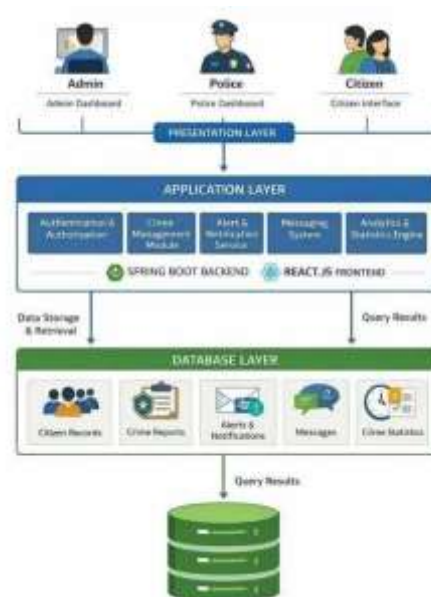 Admin
Admin Dashboard
Police
Police Dashboard
Citizen
Citizen Interface
PRESENTATION LAYER
APPLICATION LAYER
Authentication &
Authorization
Crime
Management
Module
Alert &
Notification
Service
Messaging
System
Analytics &
Statistics Engine
SPRING BOOT BACKEND
REACT.JS FRONTEND
Data Storage
& Retrieval
Query Results
DATABASE LAYER
Citizen Records
Crime Reports
Alerts &
Notifications
Messages
Crime Statistics
Query Results